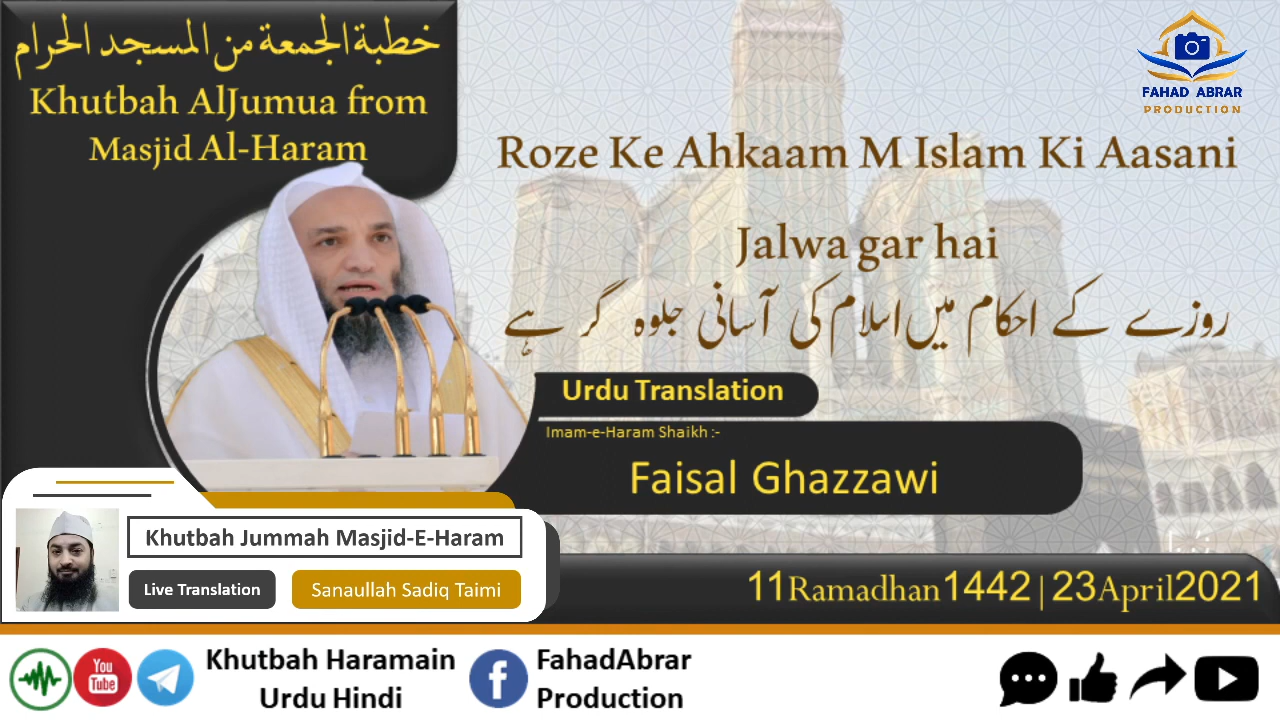 خطبة الجمعة من المسجد الحرام
Khutbah AlJumua from
Masjid Al-Haram
FAHAD ABRAR
PRODUCTION
Roze Ke Ahkaam M Islam Ki Aasani
Jalwa gar hai
روزے کے احکام میں اسلام کی آسانی جلوہ گر ہے
Urdu Translation
Imam-e-Haram Shaikh :-
Faisal Ghazzawi
Khutbah Jummah Masjid-E-Haram
Live Translation
Sanaullah Sadiq Taimi
11Ramadhan1442 | 23April2021
You
Tube
Khutbah Haramain
Urdu Hindi
f
FahadAbrar
Production